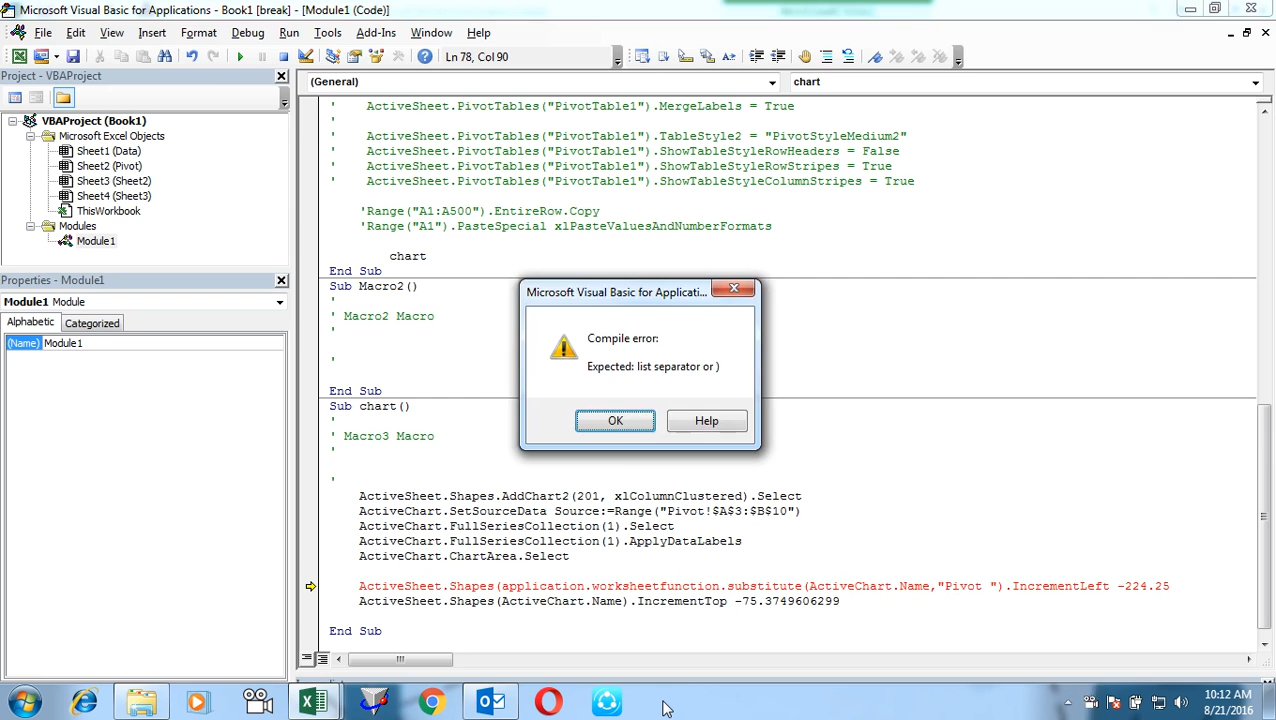 Microsoft Visual Basic for Applications - Book1 [break] - [Module1 (Code)]
File Edit View Insert Format Debug Run Tools Add-Ins Window Help
Ln 78, Col 90
Project - VBAProject
VBAProject (Book1)
Microsoft Excel Objects
Sheet1 (Data)
Sheet2 (Pivot)
Sheet3 (Sheet2)
Sheet4 (Sheet3)
ThisWorkbook
Modules
Module1
Properties - Module1
Module1 Module
Alphabetic Categorized
(Name) Module1
(General) chart
' ActiveSheet.PivotTables("PivotTable1").MergeLabels = True
'
' ActiveSheet.PivotTables("PivotTable1").TableStyle2 = "PivotStyleMedium2"
' ActiveSheet.PivotTables("PivotTable1").ShowTableStyleRowHeaders = False
' ActiveSheet.PivotTables("PivotTable1").ShowTableStyleRowStripes = True
' ActiveSheet.PivotTables("PivotTable1").ShowTableStyleColumnStripes = True
'Range("A1:A500").EntireRow.Copy
'Range("A1").PasteSpecial xlPasteValuesAndNumberFormats
chart
End Sub
Sub Macro2()
'
' Macro2 Macro
'
'
End Sub
Sub chart()
'
' Macro3 Macro
'
'
ActiveSheet.Shapes.AddChart2(201, xlColumnClustered).Select
ActiveChart.SetSourceData Source:=Range("Pivot!$A$3:$B$10")
ActiveChart.FullSeriesCollection(1).Select
ActiveChart.FullSeriesCollection(1).ApplyDataLabels
ActiveChart.ChartArea.Select
ActiveSheet.Shapes(application.worksheetfunction.substitute(ActiveChart.Name,"Pivot ").IncrementLeft -224.25
ActiveSheet.Shapes(ActiveChart.Name).IncrementTop -75.3749606299
End Sub
Microsoft Visual Basic for Applicati...
Compile error:
Expected: list separator or )
OK Help
10:12 AM
8/21/2016